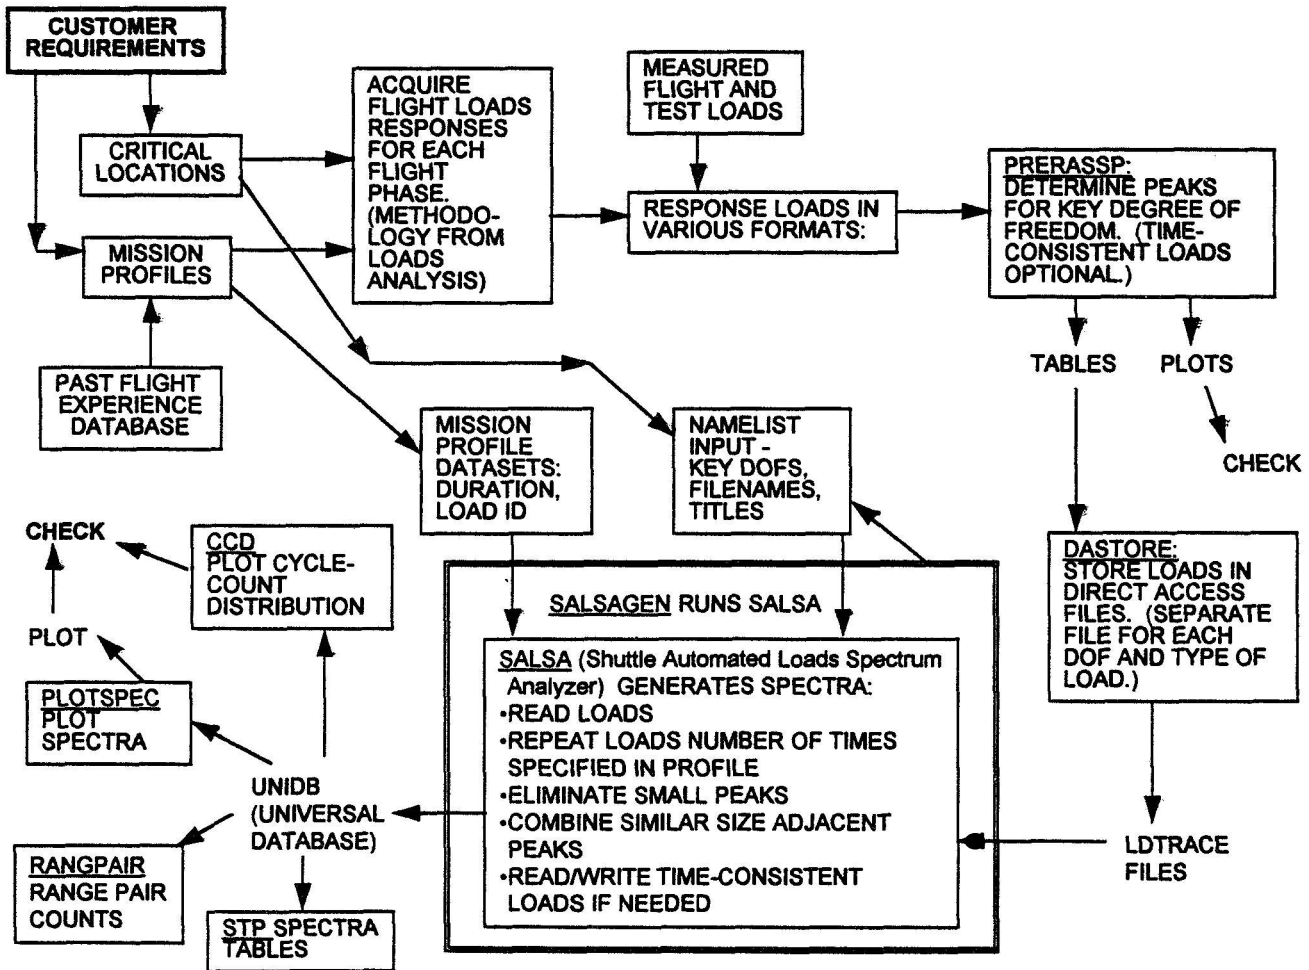 CUSTOMER
REQUIREMENTS
CRITICAL
LOCATIONS
MISSION
PROFILES
PAST FLIGHT
EXPERIENCE
DATABASE
ACQUIRE
FLIGHT LOADS
RESPONSES
FOR EACH
FLIGHT
PHASE.
(METHODO-
LOGY FROM
LOADS
ANALYSIS)
MEASURED
FLIGHT AND
TEST LOADS
RESPONSE LOADS IN
VARIOUS FORMATS:
PRERASSP:
DETERMINE PEAKS
FOR KEY DEGREE OF
FREEDOM. (TIME-
CONSISTENT LOADS
OPTIONAL.)
TABLES
PLOTS
CHECK
MISSION
PROFILE
DATASETS:
DURATION,
LOAD ID
NAMELIST
INPUT -
KEY DOFS,
FILENAMES,
TITLES
DASTORE:
STORE LOADS IN
DIRECT ACCESS
FILES. (SEPARATE
FILE FOR EACH
DOF AND TYPE OF
LOAD.)
LDTRACE
FILES
SALSAGEN RUNS SALSA
SALSA (Shuttle Automated Loads Spectrum
Analyzer) GENERATES SPECTRA:
•READ LOADS
•REPEAT LOADS NUMBER OF TIMES
SPECIFIED IN PROFILE
•ELIMINATE SMALL PEAKS
•COMBINE SIMILAR SIZE ADJACENT
PEAKS
•READ/WRITE TIME-CONSISTENT
LOADS IF NEEDED
CHECK
CCD
PLOT CYCLE-
COUNT
DISTRIBUTION
PLOT
PLOTSPEC
PLOT
SPECTRA
UNIDB
(UNIVERSAL
DATABASE)
RANGPAIR
RANGE PAIR
COUNTS
STP SPECTRA
TABLES